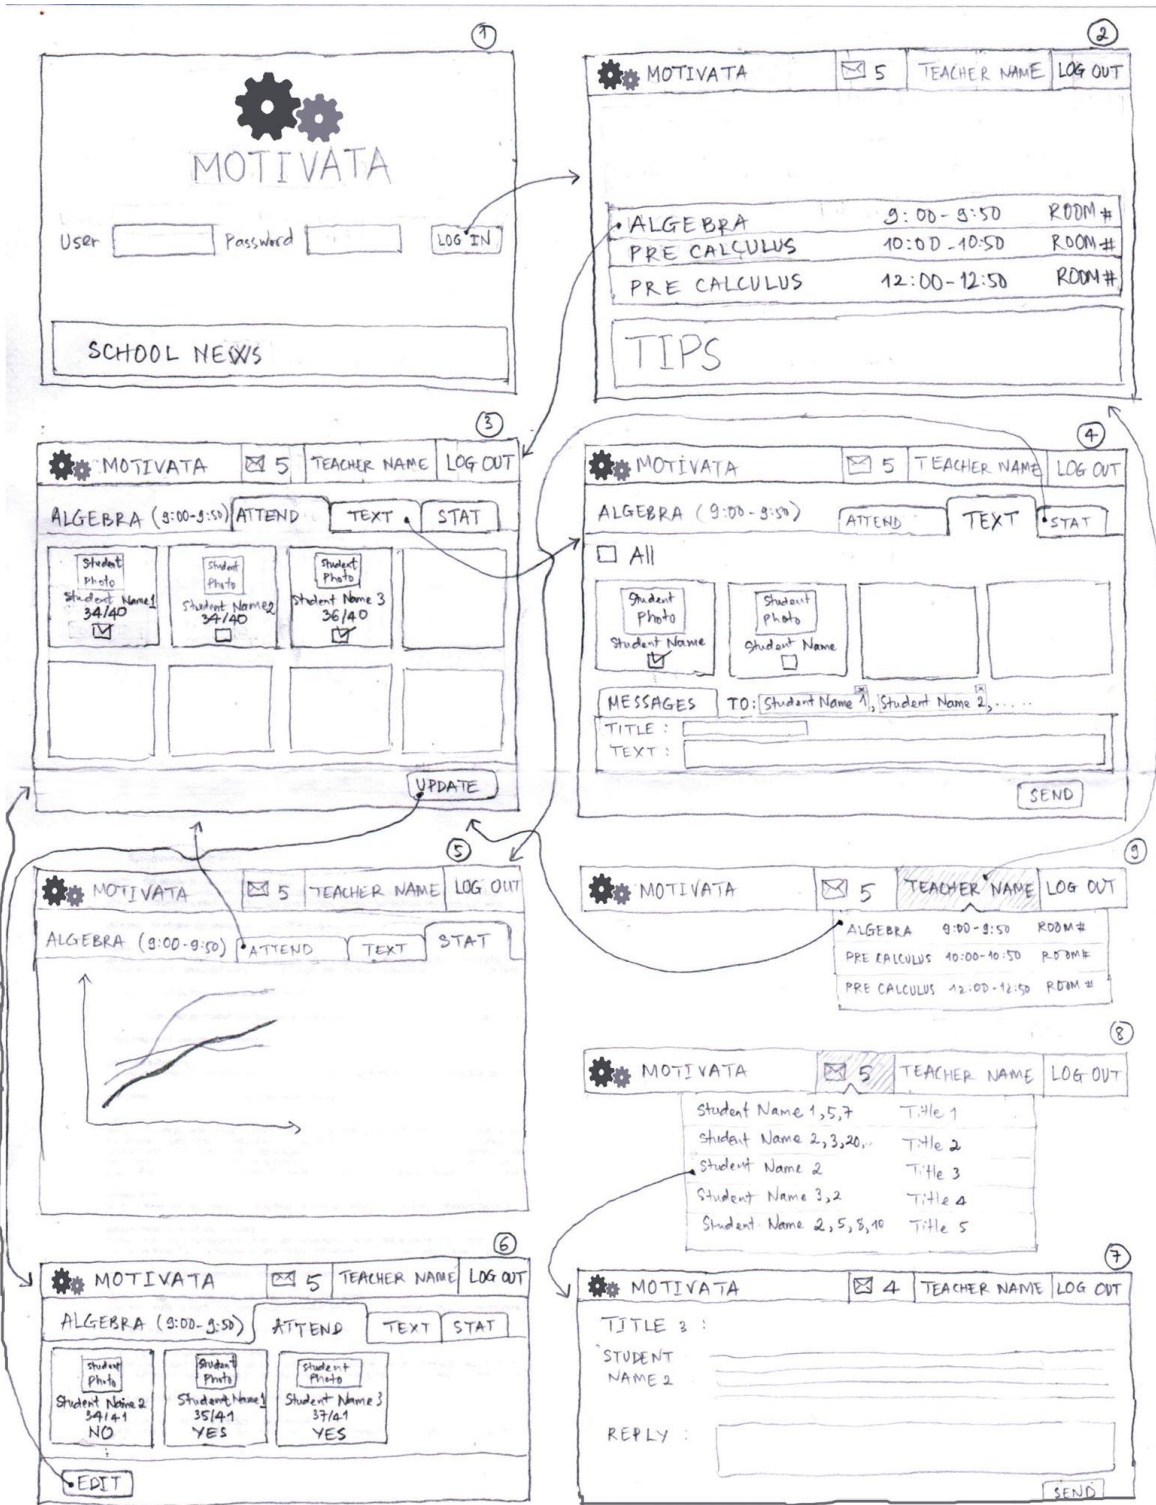 1
MOTIVATA
User Password LOG IN
SCHOOL NEWS
2
MOTIVATA 5 TEACHER NAME LOG OUT
ALGEBRA 9:00-9:50 ROOM #
PRE CALCULUS 10:00-10:50 ROOM #
PRE CALCULUS 12:00-12:50 ROOM #
TIPS
3
MOTIVATA 5 TEACHER NAME LOG OUT
ALGEBRA (9:00-9:50) ATTEND TEXT STAT
Student Student Student
Photo Photo Photo
Student Name 1 Student Name 2 Student Name 3
34/40 34/40 36/40
UPDATE
4
MOTIVATA 5 TEACHER NAME LOG OUT
ALGEBRA (9:00-9:50) ATTEND TEXT STAT
All
Student Student
Photo Photo
Student Name Student Name
MESSAGES TO: Student Name 1, Student Name 2, .....
TITLE :
TEXT :
SEND
5
MOTIVATA 5 TEACHER NAME LOG OUT
ALGEBRA (9:00-9:50) ATTEND TEXT STAT
9
MOTIVATA 5 TEACHER NAME LOG OUT
ALGEBRA 9:00-9:50 ROOM #
PRE CALCULUS 10:00-10:50 ROOM #
PRE CALCULUS 12:00-12:50 ROOM #
8
MOTIVATA 5 TEACHER NAME LOG OUT
Student Name 1,5,7 Title 1
Student Name 2,3,20,.. Title 2
Student Name 2 Title 3
Student Name 3,2 Title 4
Student Name 2,5,8,10 Title 5
6
MOTIVATA 5 TEACHER NAME LOG OUT
ALGEBRA (9:00-9:50) ATTEND TEXT STAT
Student Student Student
Photo Photo Photo
Student Name 2 Student Name 1 Student Name 3
34/41 35/41 37/41
NO YES YES
EDIT
7
MOTIVATA 4 TEACHER NAME LOG OUT
TITLE 3 :
STUDENT
NAME 2
REPLY :
SEND